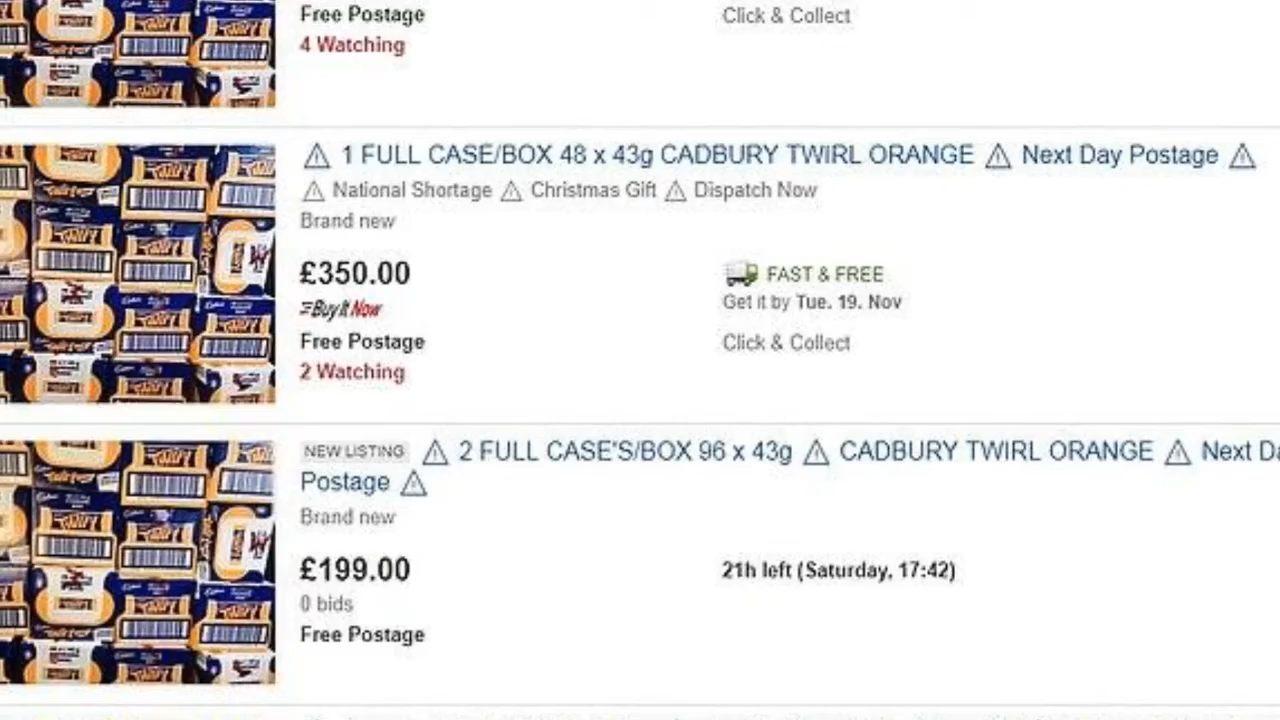 Free Postage
Click & Collect
4 Watching
⚠ 1 FULL CASE/BOX 48 x 43g CADBURY TWIRL ORANGE ⚠ Next Day Postage ⚠
⚠ National Shortage ⚠ Christmas Gift ⚠ Dispatch Now
Brand new
£350.00
FAST & FREE
Buy It Now
Get it by Tue. 19. Nov
Free Postage
Click & Collect
2 Watching
NEW LISTING ⚠ 2 FULL CASE'S/BOX 96 x 43g ⚠ CADBURY TWIRL ORANGE ⚠ Next Da
Postage ⚠
Brand new
£199.00
21h left (Saturday, 17:42)
0 bids
Free Postage